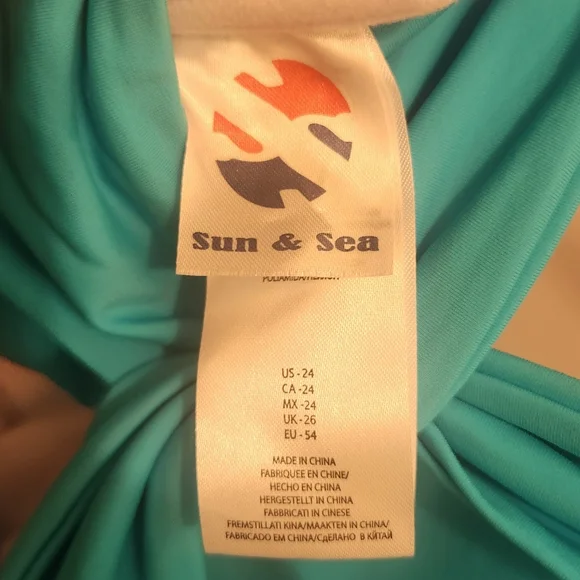 Sun & Sea
US - 24
CA -24
MX -24
UK -26
EU - 54
MADE IN CHINA
FABRIQUEE EN CHINE/
HECHO EN CHINA
HERGESTELLT IN CHINA
FABBRICATI IN CINESE
FREMSTILLATI KINA/MAAKTEN IN CHINA/
FABRICADO EM CHINA/СДЕЛАНО В КЙТАЙ